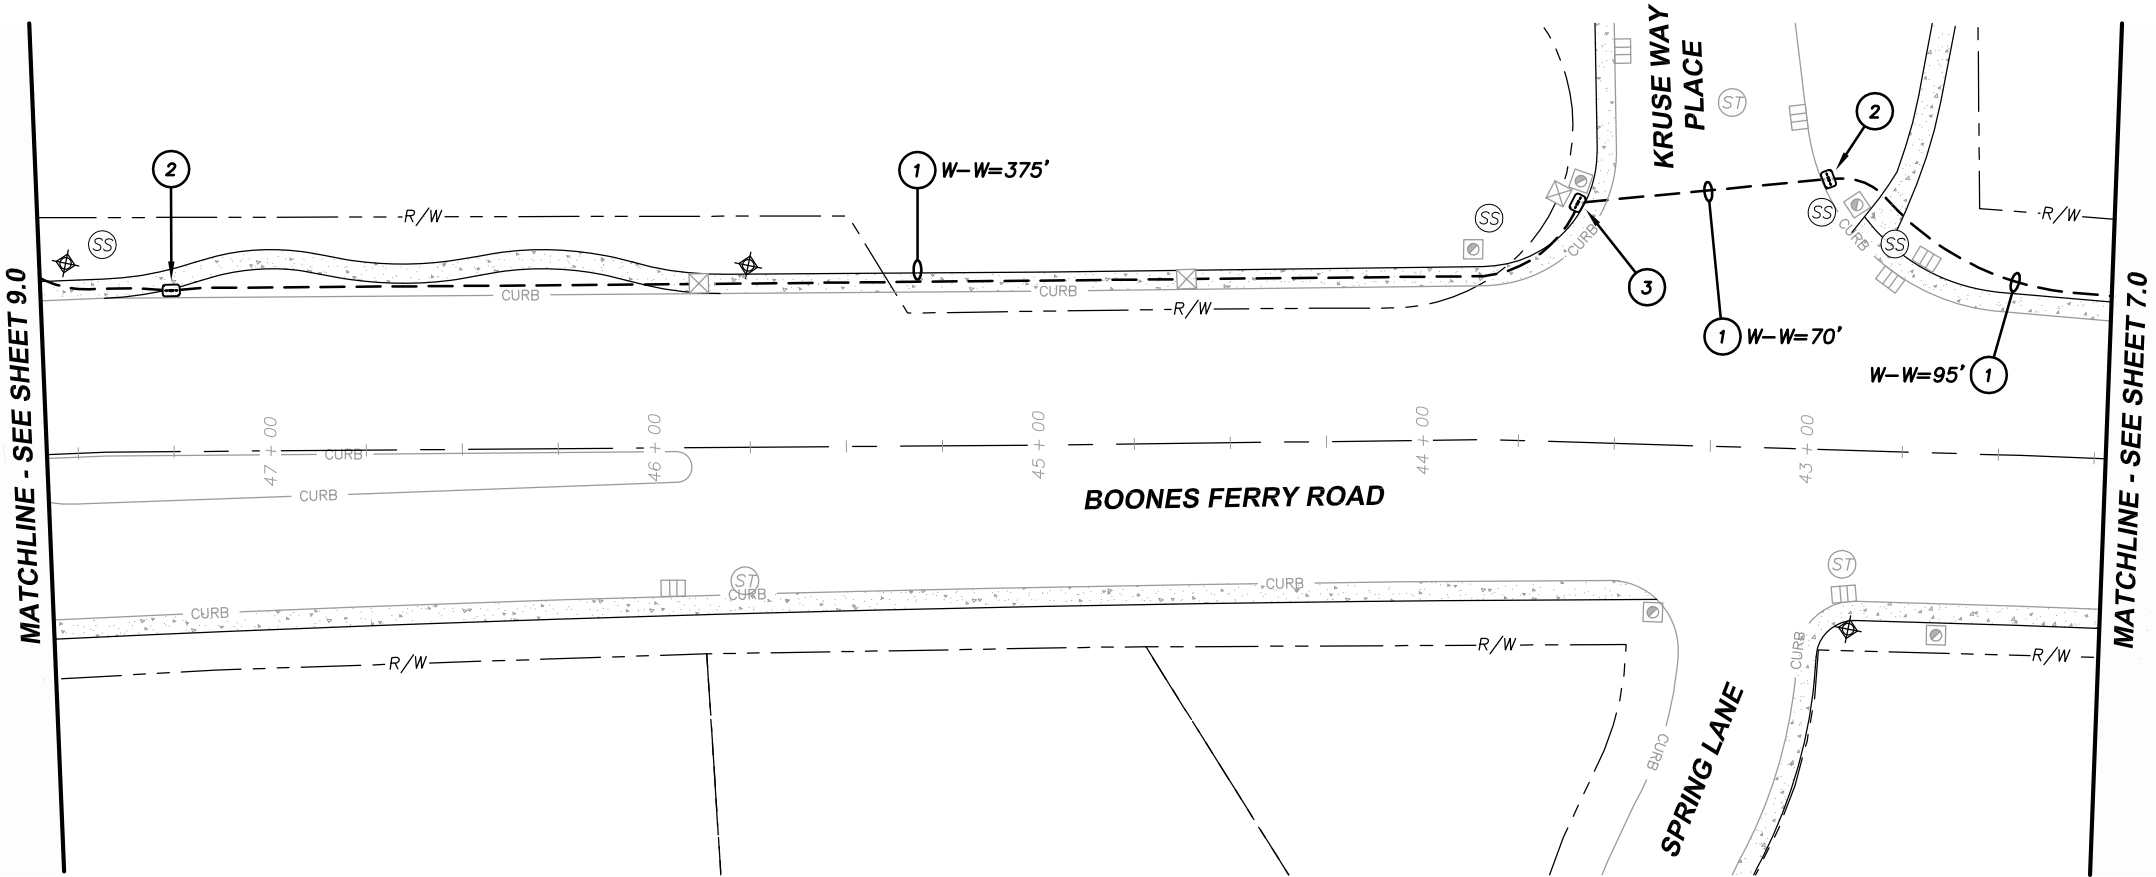 KRUSE WAY
PLACE
ST
2
2
1 W-W=375'
R/W
SS
SS
SS
SS
R/W
CURB
CURB
CURB
CURB
R/W
3
1 W-W=70'
W-W=95' 1
MATCHLINE - SEE SHEET 9.0
MATCHLINE - SEE SHEET 7.0
47 + 00
46 + 00
45 + 00
44 + 00
43 + 00
CURB
CURB
BOONES FERRY ROAD
ST
ST
CURB
CURB
CURB
R/W
R/W
R/W
CURB
CURB
SPRING LANE